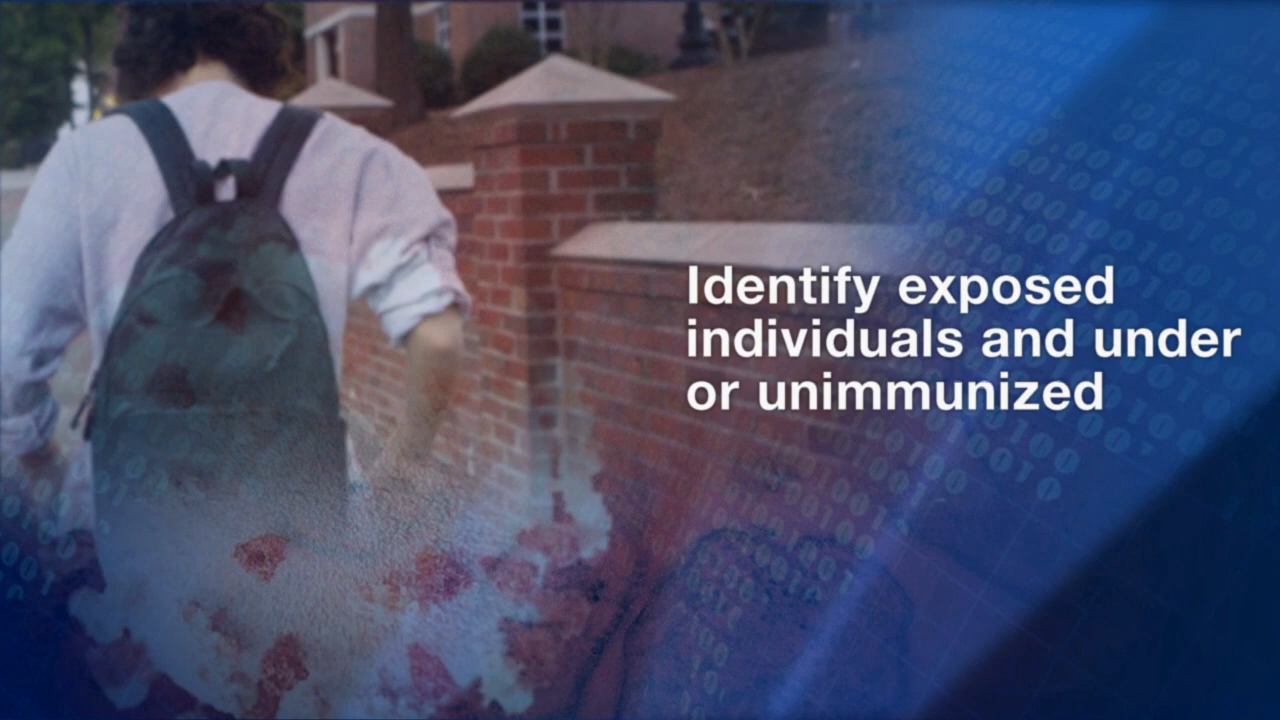 Identify exposed
individuals and under
or unimmunized